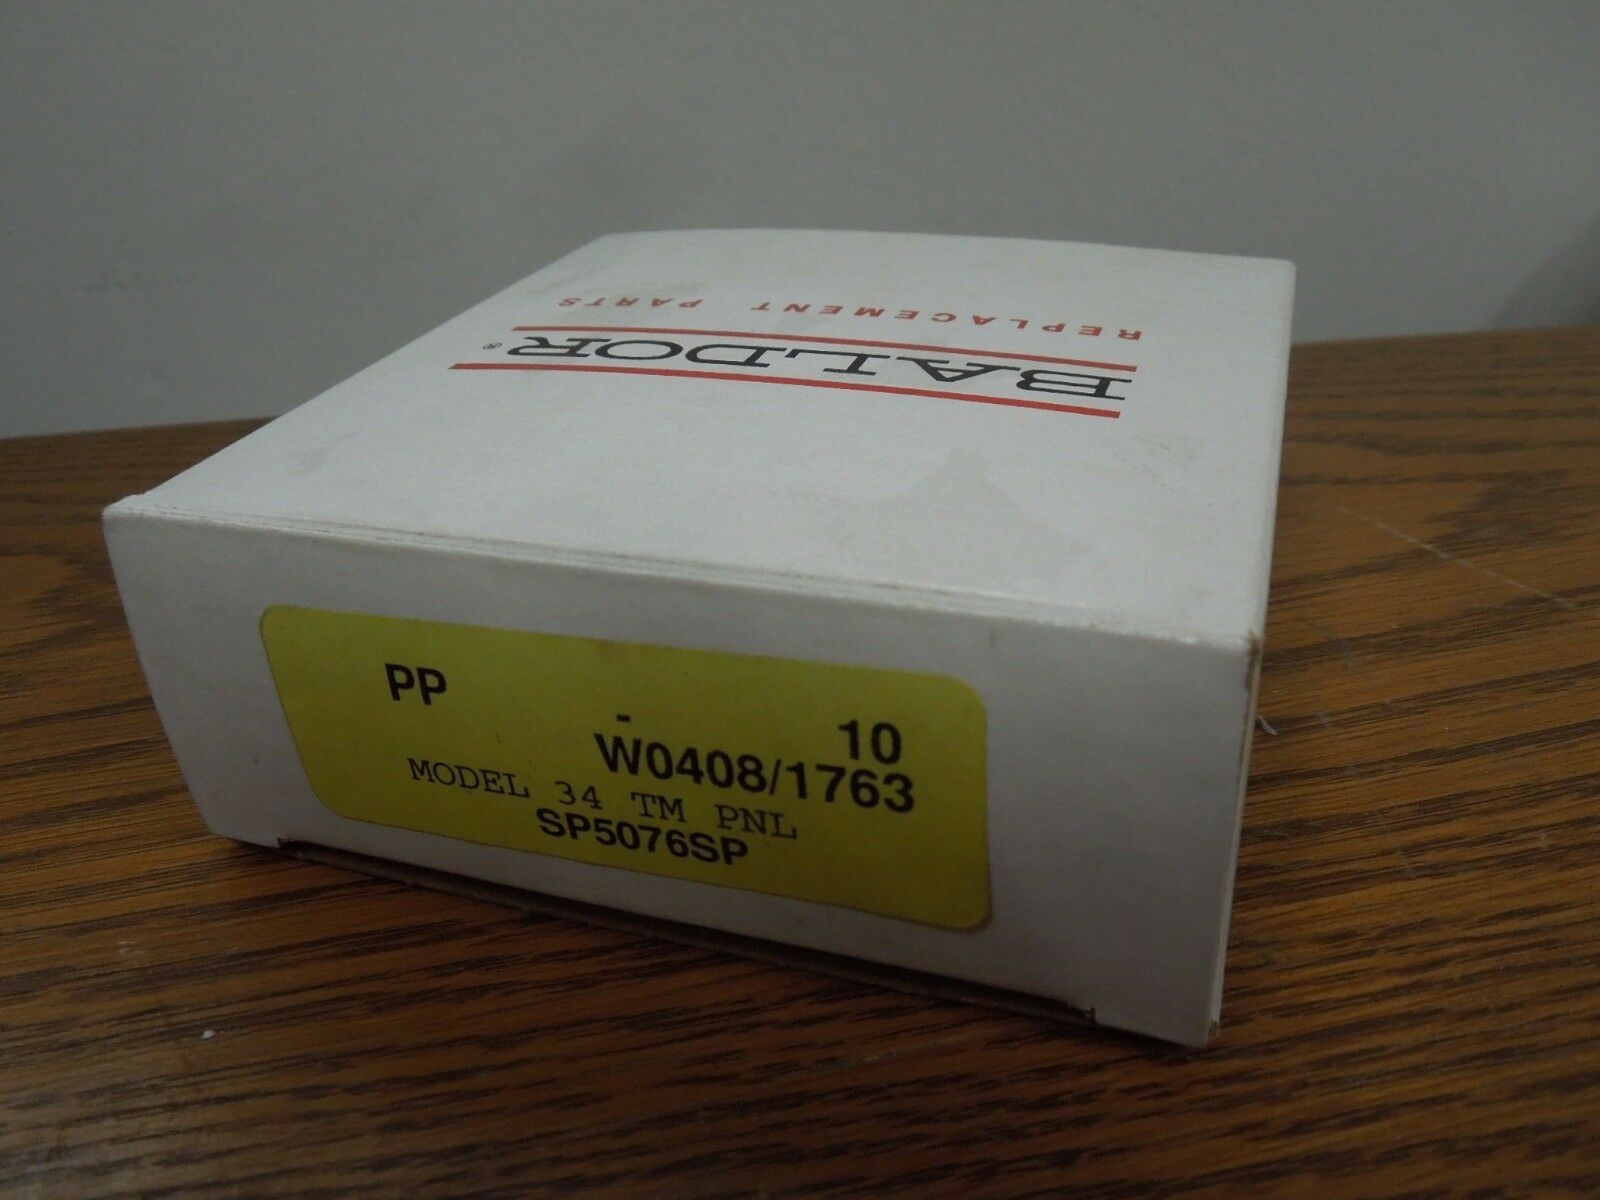 BALDOR®
REPLACEMENT PARTS
PP - 10
W0408/1763
MODEL 34 TM PNL
SP5076SP